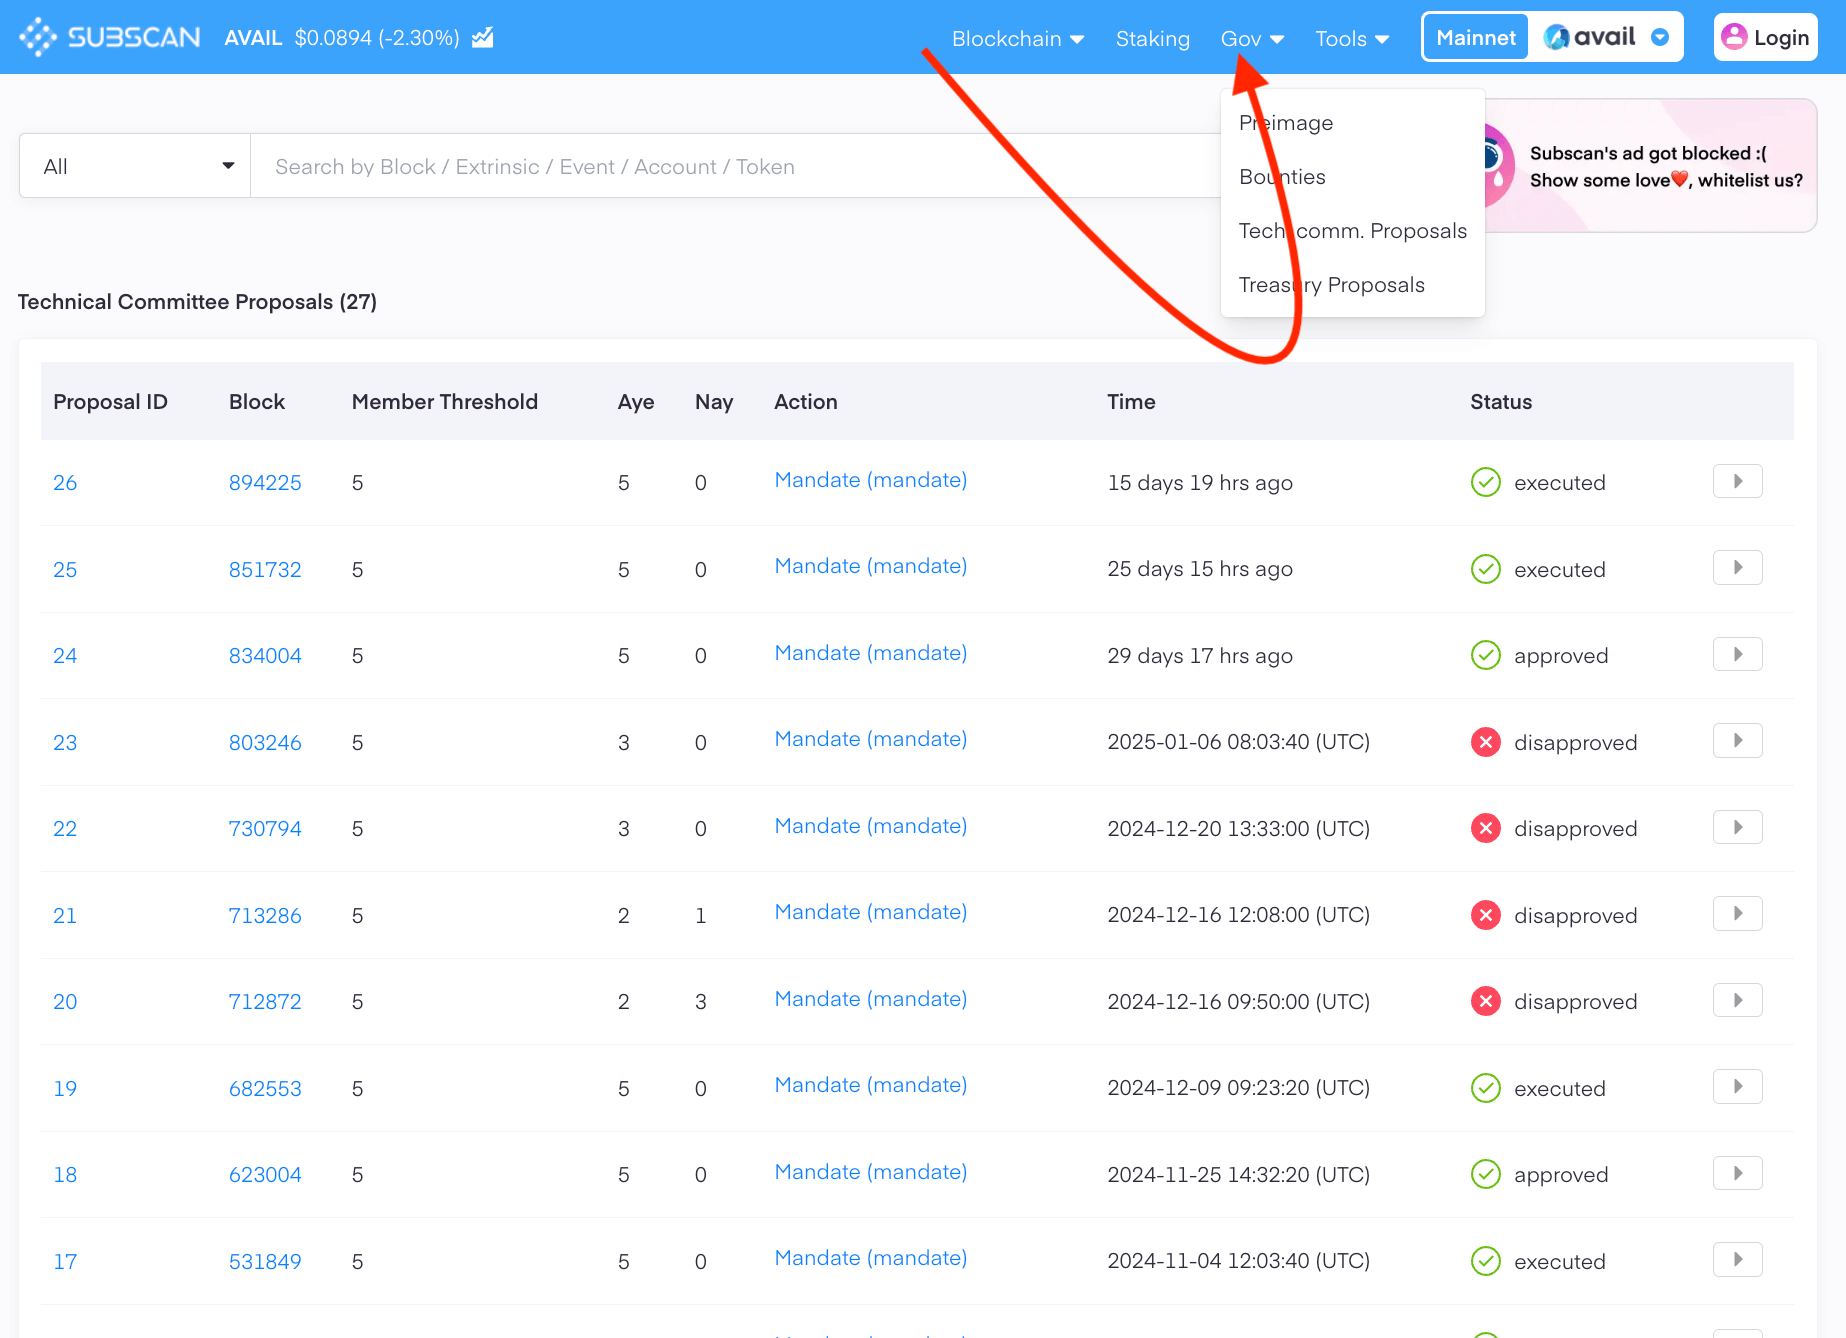 SUBSCAN AVAIL $0.0894 (-2.30%) Blockchain Staking Gov Tools Mainnet avail Login
Preimage
Bounties
Tech.comm. Proposals
Treasury Proposals
All Search by Block / Extrinsic / Event / Account / Token
Subscan's ad got blocked :(
Show some love❤️, whitelist us?
Technical Committee Proposals (27)
Proposal ID Block Member Threshold Aye Nay Action Time Status
26 894225 5 5 0 Mandate (mandate) 15 days 19 hrs ago executed
25 851732 5 5 0 Mandate (mandate) 25 days 15 hrs ago executed
24 834004 5 5 0 Mandate (mandate) 29 days 17 hrs ago approved
23 803246 5 3 0 Mandate (mandate) 2025-01-06 08:03:40 (UTC) disapproved
22 730794 5 3 0 Mandate (mandate) 2024-12-20 13:33:00 (UTC) disapproved
21 713286 5 2 1 Mandate (mandate) 2024-12-16 12:08:00 (UTC) disapproved
20 712872 5 2 3 Mandate (mandate) 2024-12-16 09:50:00 (UTC) disapproved
19 682553 5 5 0 Mandate (mandate) 2024-12-09 09:23:20 (UTC) executed
18 623004 5 5 0 Mandate (mandate) 2024-11-25 14:32:20 (UTC) approved
17 531849 5 5 0 Mandate (mandate) 2024-11-04 12:03:40 (UTC) executed